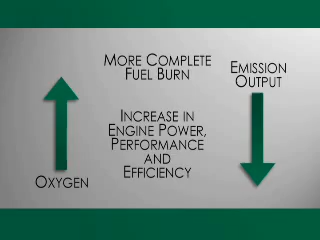 More Complete
Fuel Burn
Emission
Output
Increase in
Engine Power,
Performance
and
Efficiency
Oxygen